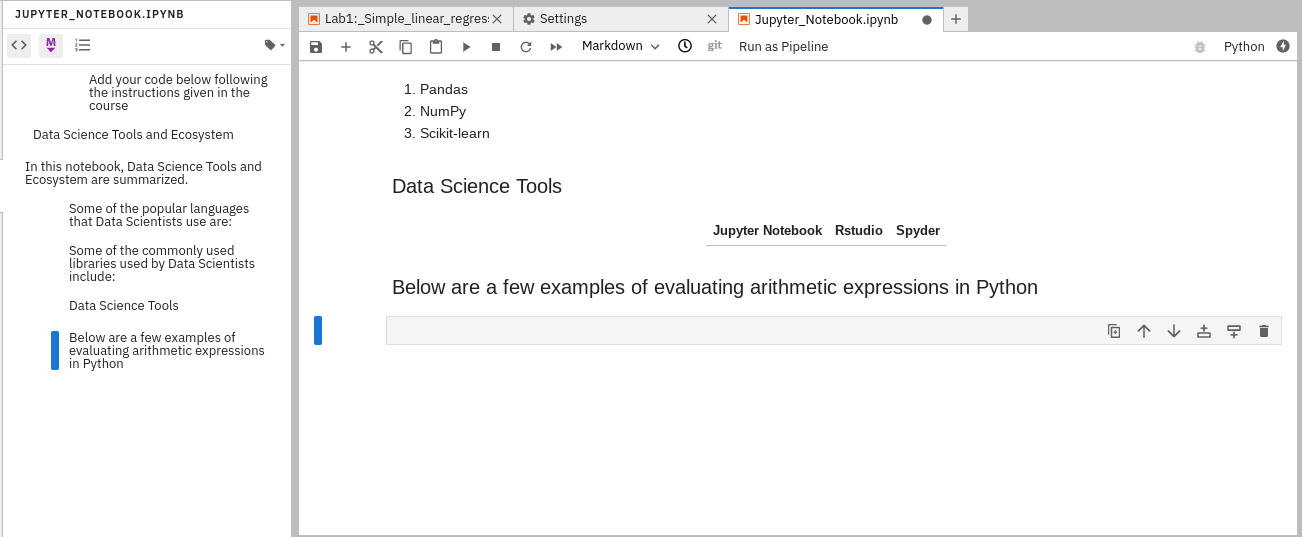 JUPYTER_NOTEBOOK.IPYNB
M
Add your code below following
the instructions given in the
course
Data Science Tools and Ecosystem
In this notebook, Data Science Tools and
Ecosystem are summarized.
Some of the popular languages
that Data Scientists use are:
Some of the commonly used
libraries used by Data Scientists
include:
Data Science Tools
Below are a few examples of
evaluating arithmetic expressions
in Python
Lab1:_Simple_linear_regres: Settings Jupyter_Notebook.ipynb
Markdown git Run as Pipeline Python
1. Pandas
2. NumPy
3. Scikit-learn
Data Science Tools
Jupyter Notebook Rstudio Spyder
Below are a few examples of evaluating arithmetic expressions in Python